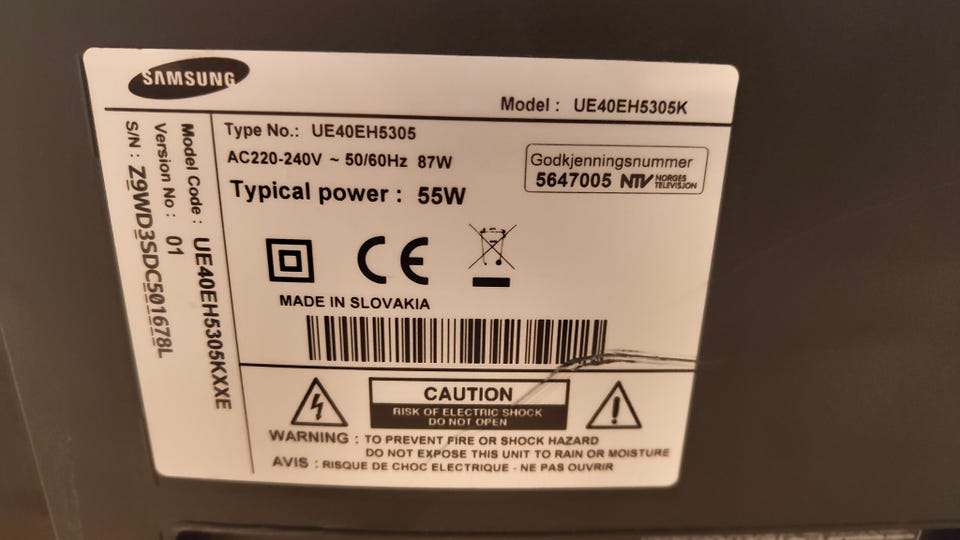 SAMSUNG
Model : UE40EH5305K
Model Code : UE40EH5305KXXE
Version No : 01
S/N : Z9WD3SDC501678L
Type No.: UE40EH5305
AC220-240V ~ 50/60Hz 87W
Typical power : 55W
Godkjenningsnummer
5647005 NTV NORGES TELEVISJON
CE
MADE IN SLOVAKIA
CAUTION
RISK OF ELECTRIC SHOCK
DO NOT OPEN
WARNING : TO PREVENT FIRE OR SHOCK HAZARD
DO NOT EXPOSE THIS UNIT TO RAIN OR MOISTURE
AVIS : RISQUE DE CHOC ELECTRIQUE - NE PAS OUVRIR